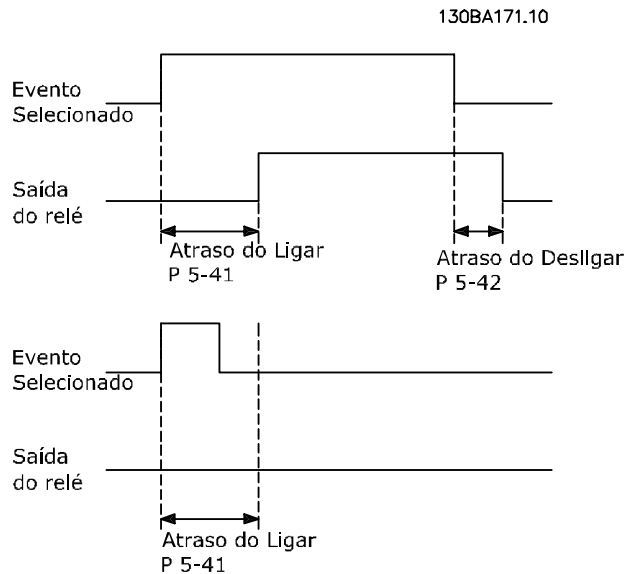 130BA171.10
Evento
Selecionado
Saída
do relé
Atraso do Ligar
P 5-41
Atraso do Desligar
P 5-42
Evento
Selecionado
Saída
do relé
Atraso do Ligar
P 5-41